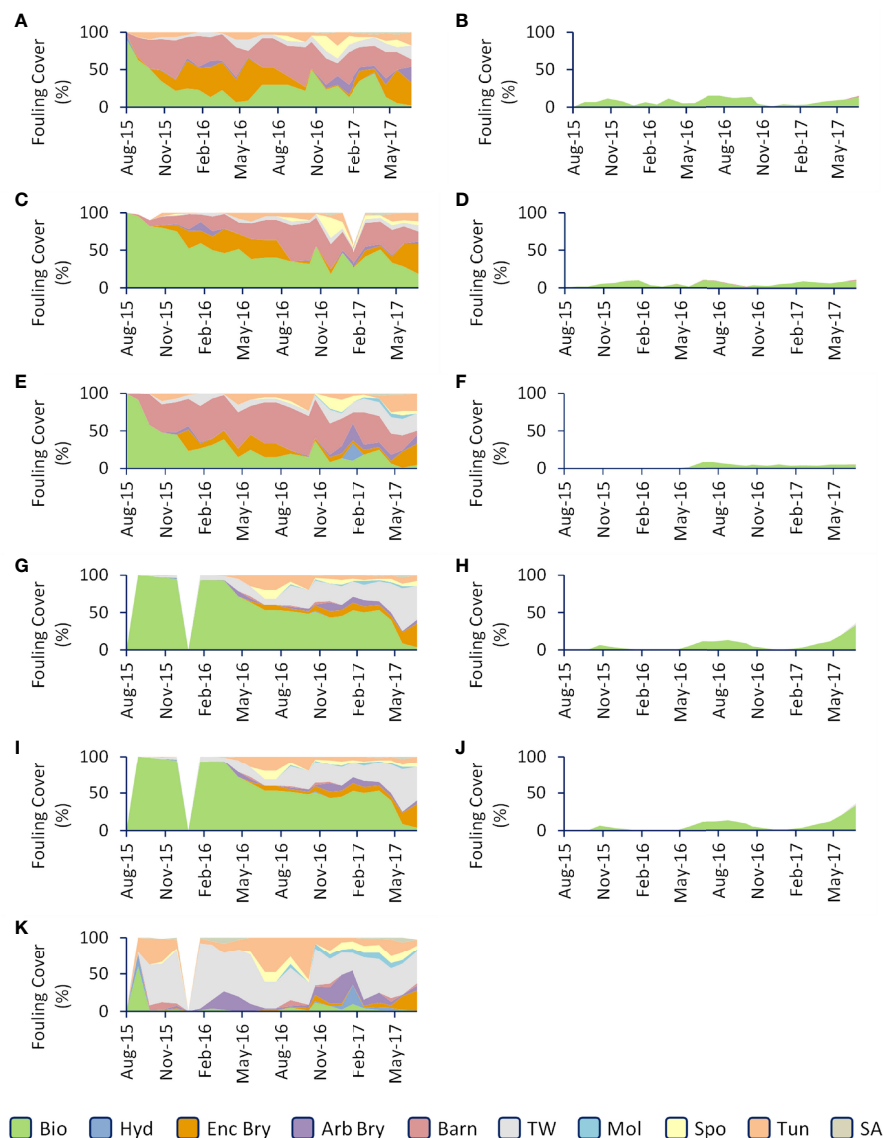 A
B
Fouling Cover
(%)
100
50
0
Aug-15
Nov-15
Feb-16
May-16
Aug-16
Nov-16
Feb-17
May-17
Fouling Cover
(%)
100
50
0
Aug-15
Nov-15
Feb-16
May-16
Aug-16
Nov-16
Feb-17
May-17
C
D
Fouling Cover
(%)
100
50
0
Aug-15
Nov-15
Feb-16
May-16
Aug-16
Nov-16
Feb-17
May-17
Fouling Cover
(%)
100
50
0
Aug-15
Nov-15
Feb-16
May-16
Aug-16
Nov-16
Feb-17
May-17
E
F
Fouling Cover
(%)
100
50
0
Aug-15
Nov-15
Feb-16
May-16
Aug-16
Nov-16
Feb-17
May-17
Fouling Cover
(%)
100
50
0
Aug-15
Nov-15
Feb-16
May-16
Aug-16
Nov-16
Feb-17
May-17
G
H
Fouling Cover
(%)
100
50
0
Aug-15
Nov-15
Feb-16
May-16
Aug-16
Nov-16
Feb-17
May-17
Fouling Cover
(%)
100
50
0
Aug-15
Nov-15
Feb-16
May-16
Aug-16
Nov-16
Feb-17
May-17
I
J
Fouling Cover
(%)
100
50
0
Aug-15
Nov-15
Feb-16
May-16
Aug-16
Nov-16
Feb-17
May-17
Fouling Cover
(%)
100
50
0
Aug-15
Nov-15
Feb-16
May-16
Aug-16
Nov-16
Feb-17
May-17
K
Fouling Cover
(%)
100
50
0
Aug-15
Nov-15
Feb-16
May-16
Aug-16
Nov-16
Feb-17
May-17
Bio Hyd Enc Bry Arb Bry Barn TW Mol Spo Tun SA